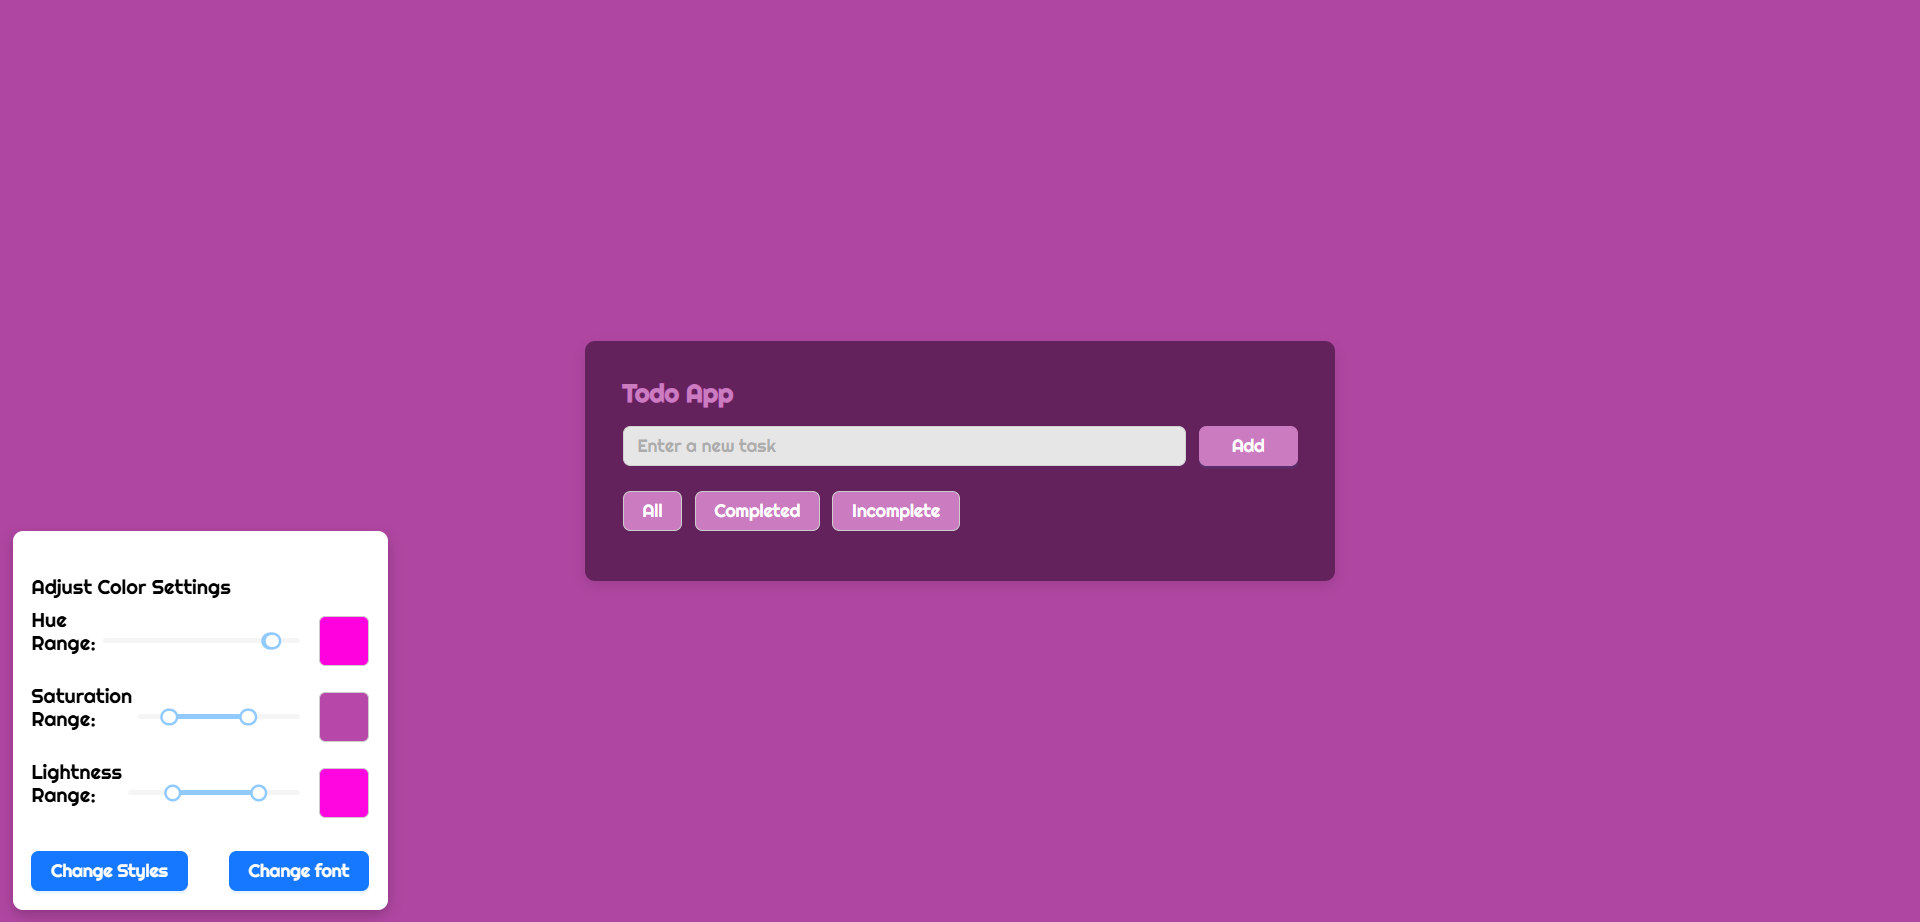 Todo App
Enter a new task
Add
All
Completed
Incomplete
Adjust Color Settings
Hue
Range:
Saturation
Range:
Lightness
Range:
Change Styles
Change font